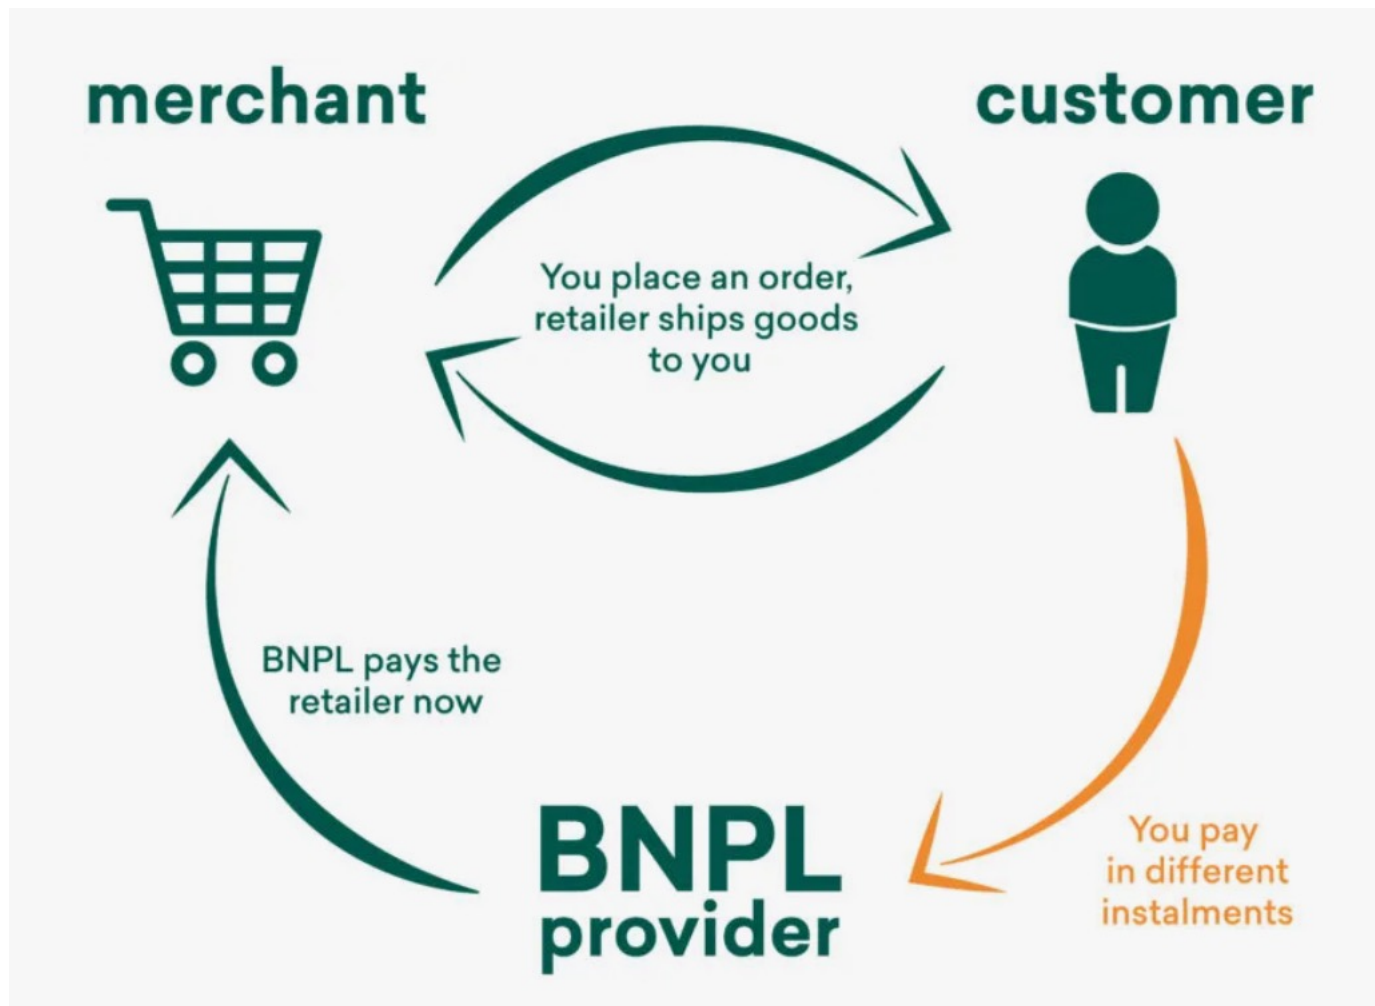 merchant
customer
You place an order,
retailer ships goods
to you
BNPL pays the
retailer now
BNPL
provider
You pay
in different
instalments